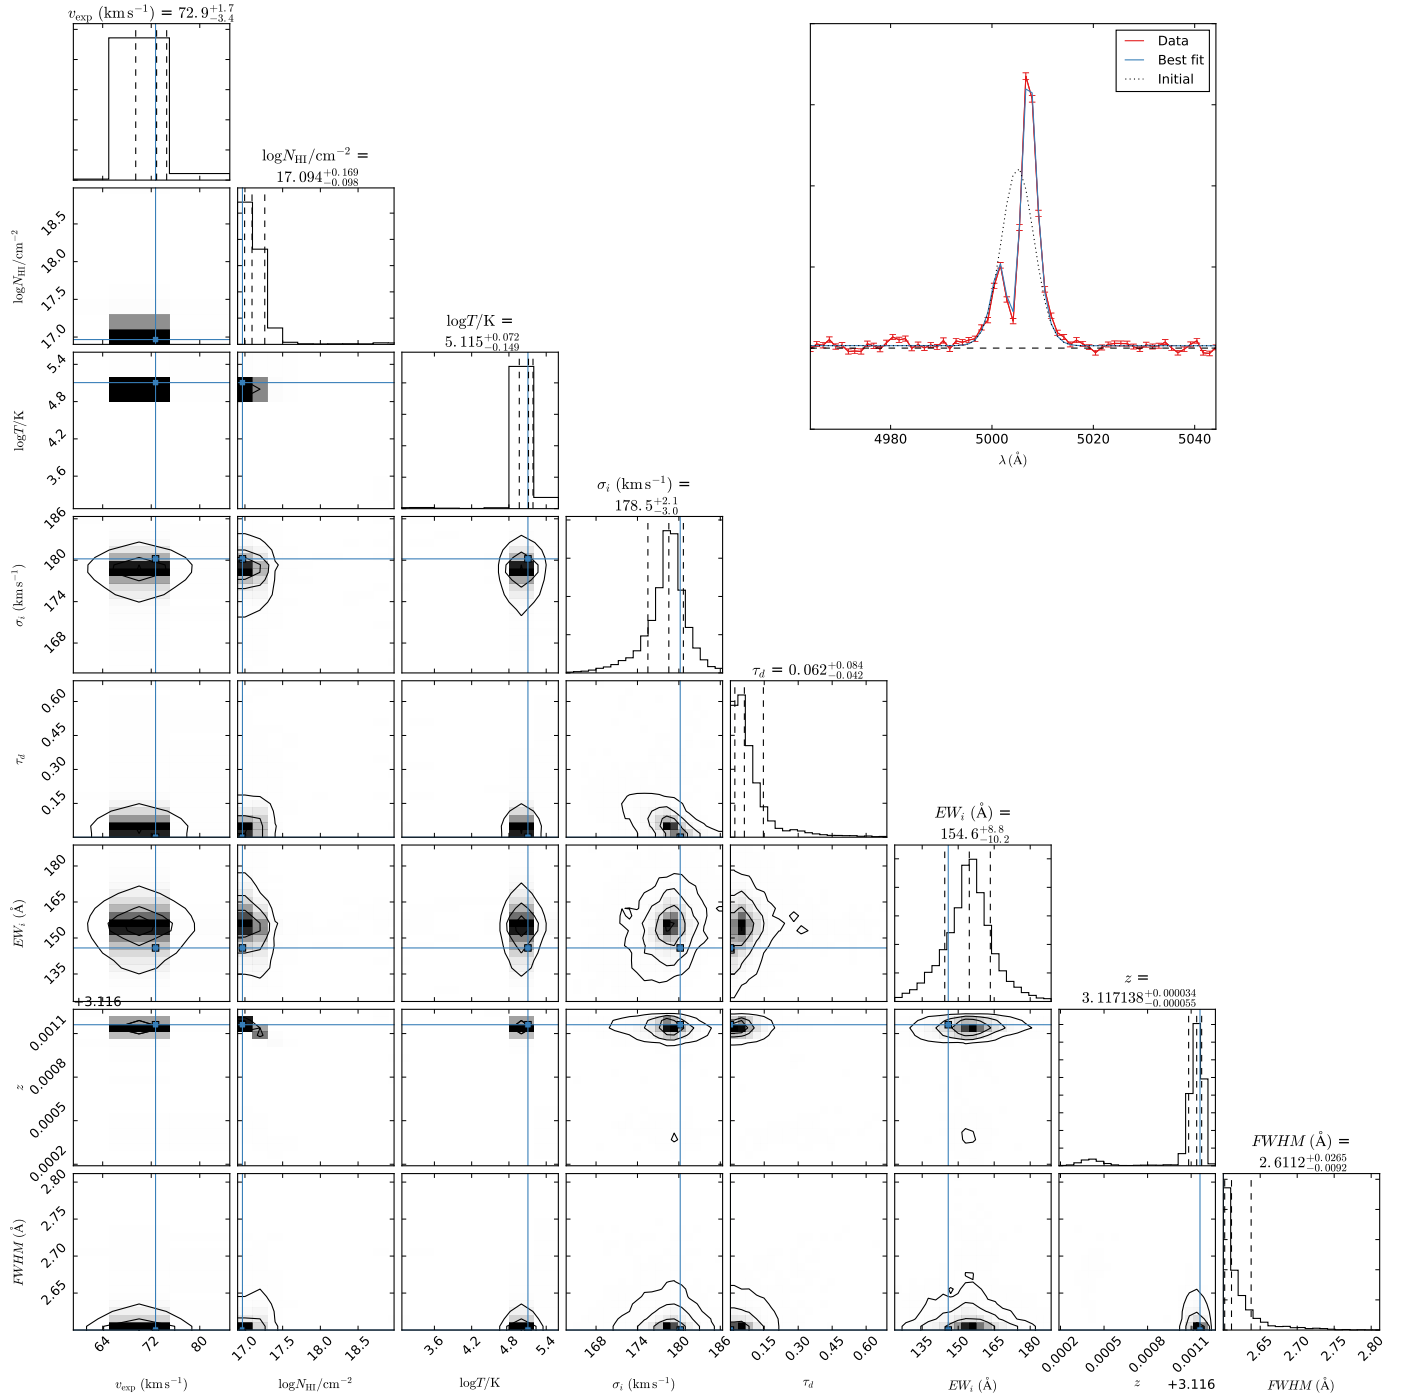 v_exp (km s⁻¹) = 72.9 +1.7 −3.4
Data
Best fit
Initial
4980 5000 5020 5040
λ (Å)
logN_HI/cm⁻² =
17.094 +0.169 −0.098
logN_HI/cm⁻²
18.5
18.0
17.5
17.0
logT/K =
5.115 +0.072 −0.149
logT/K
5.4
4.8
4.2
3.6
σ_i (km s⁻¹) =
178.5 +2.1 −3.0
σ_i (km s⁻¹)
186
180
174
168
τ_d = 0.062 +0.084 −0.042
τ_d
0.60
0.45
0.30
0.15
EW_i (Å) =
154.6 +8.8 −10.2
EW_i (Å)
180
165
150
135
z =
3.117138 +0.000034 −0.000055
+3.116
z
0.0011
0.0008
0.0005
0.0002
FWHM (Å) =
2.6112 +0.0265 −0.0092
FWHM (Å)
2.80
2.75
2.70
2.65
64 72 80 17.0 17.5 18.0 18.5 3.6 4.2 4.8 5.4 168 174 180 186 0.15 0.30 0.45 0.60 135 150 165 180 0.0002 0.0005 0.0008 0.0011 2.65 2.70 2.75 2.80
v_exp (km s⁻¹) logN_HI/cm⁻² logT/K σ_i (km s⁻¹) τ_d EW_i (Å) z +3.116 FWHM (Å)